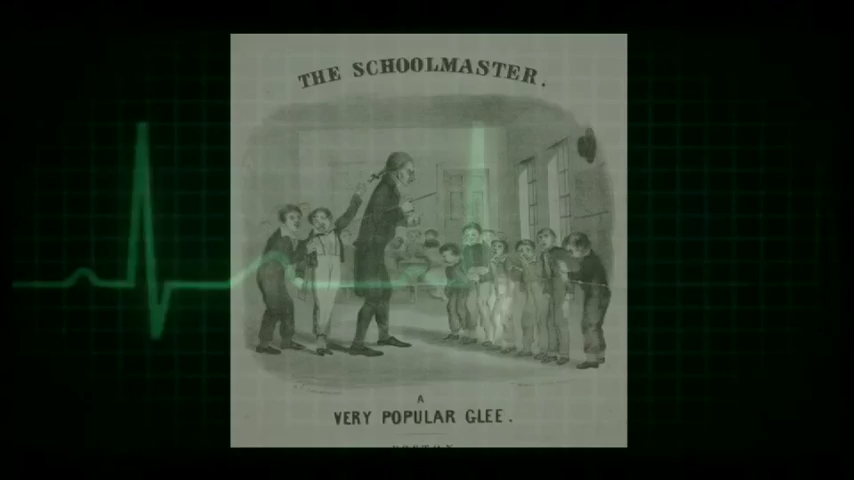 THE SCHOOLMASTER.
A
VERY POPULAR GLEE.